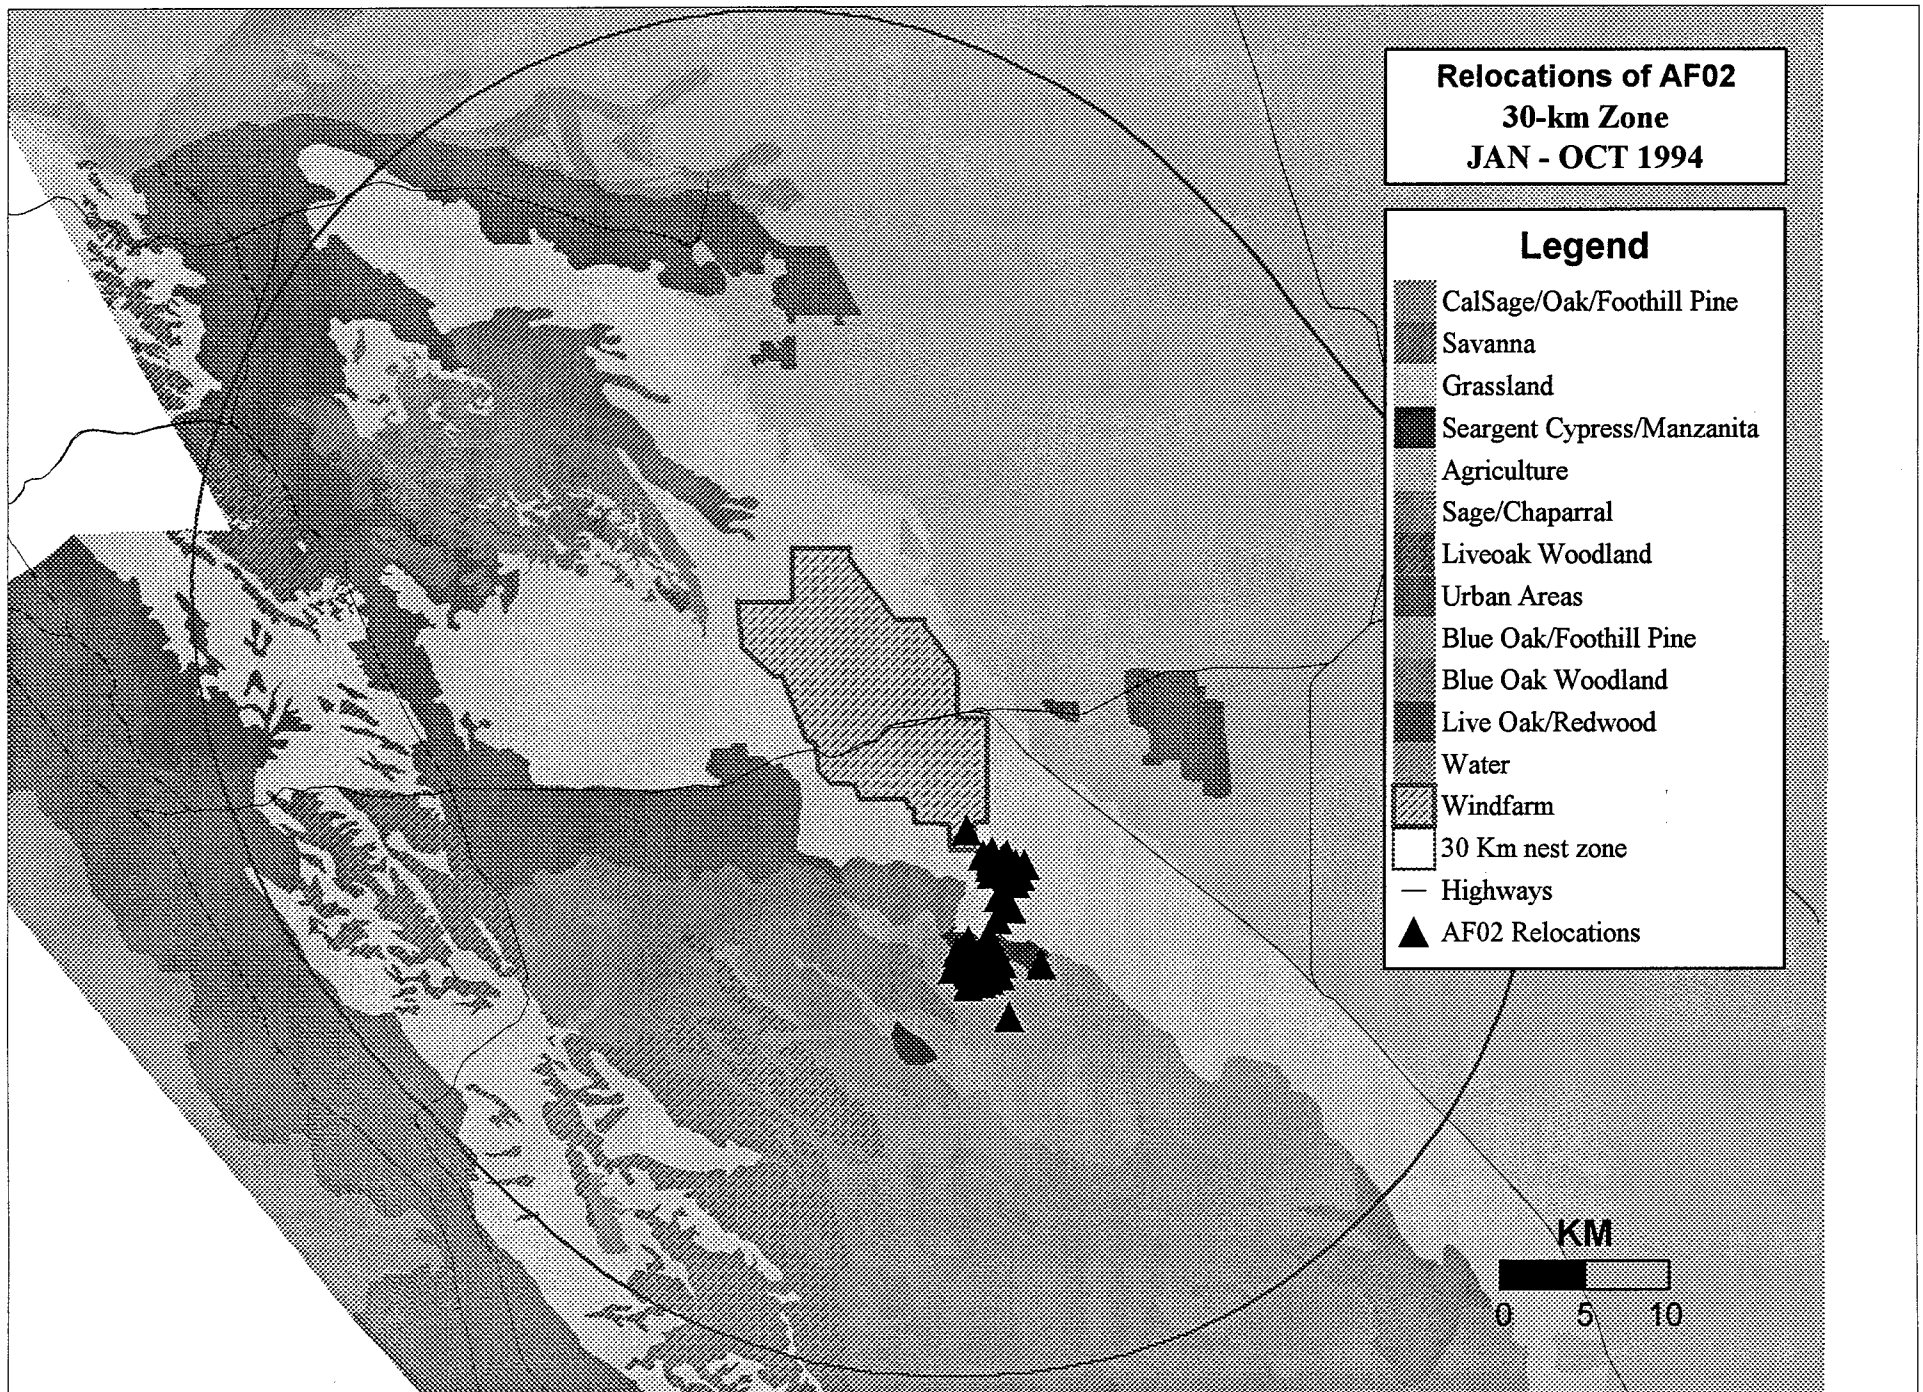 Relocations of AF02
30-km Zone
JAN - OCT 1994
Legend
CalSage/Oak/Foothill Pine
Savanna
Grassland
Seargent Cypress/Manzanita
Agriculture
Sage/Chaparral
Liveoak Woodland
Urban Areas
Blue Oak/Foothill Pine
Blue Oak Woodland
Live Oak/Redwood
Water
Windfarm
30 Km nest zone
Highways
AF02 Relocations
KM
0 5 10